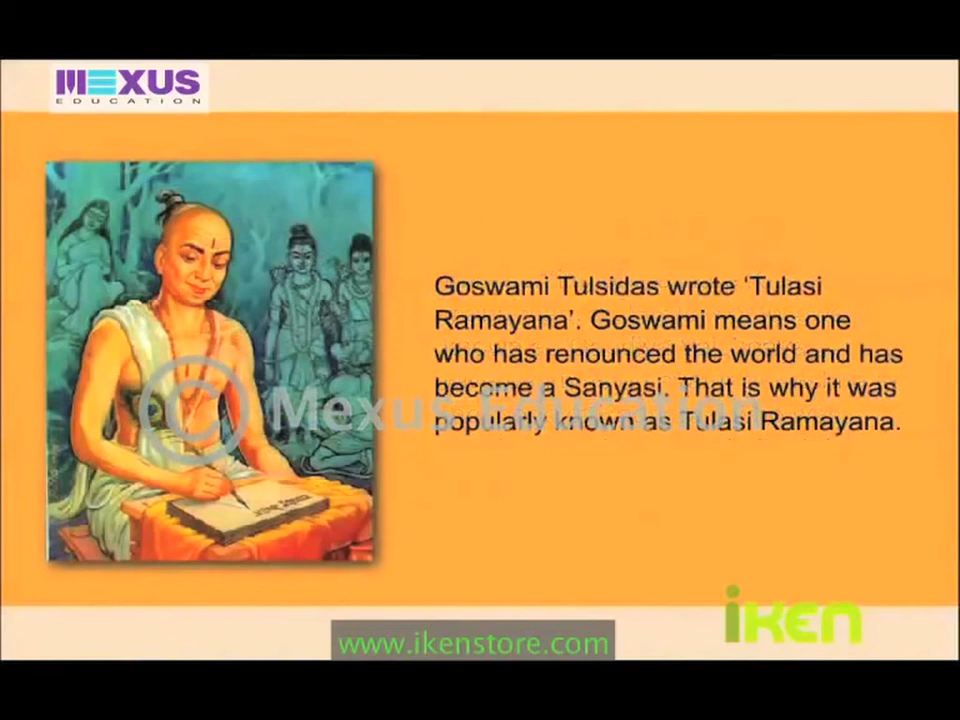 MEXUS
EDUCATION
Goswami Tulsidas wrote ‘Tulasi
Ramayana’. Goswami means one
who has renounced the world and has
become a Sanyasi. That is why it was
popularly known as Tulasi Ramayana.
© Mexus Education
iKEN
www.ikenstore.com